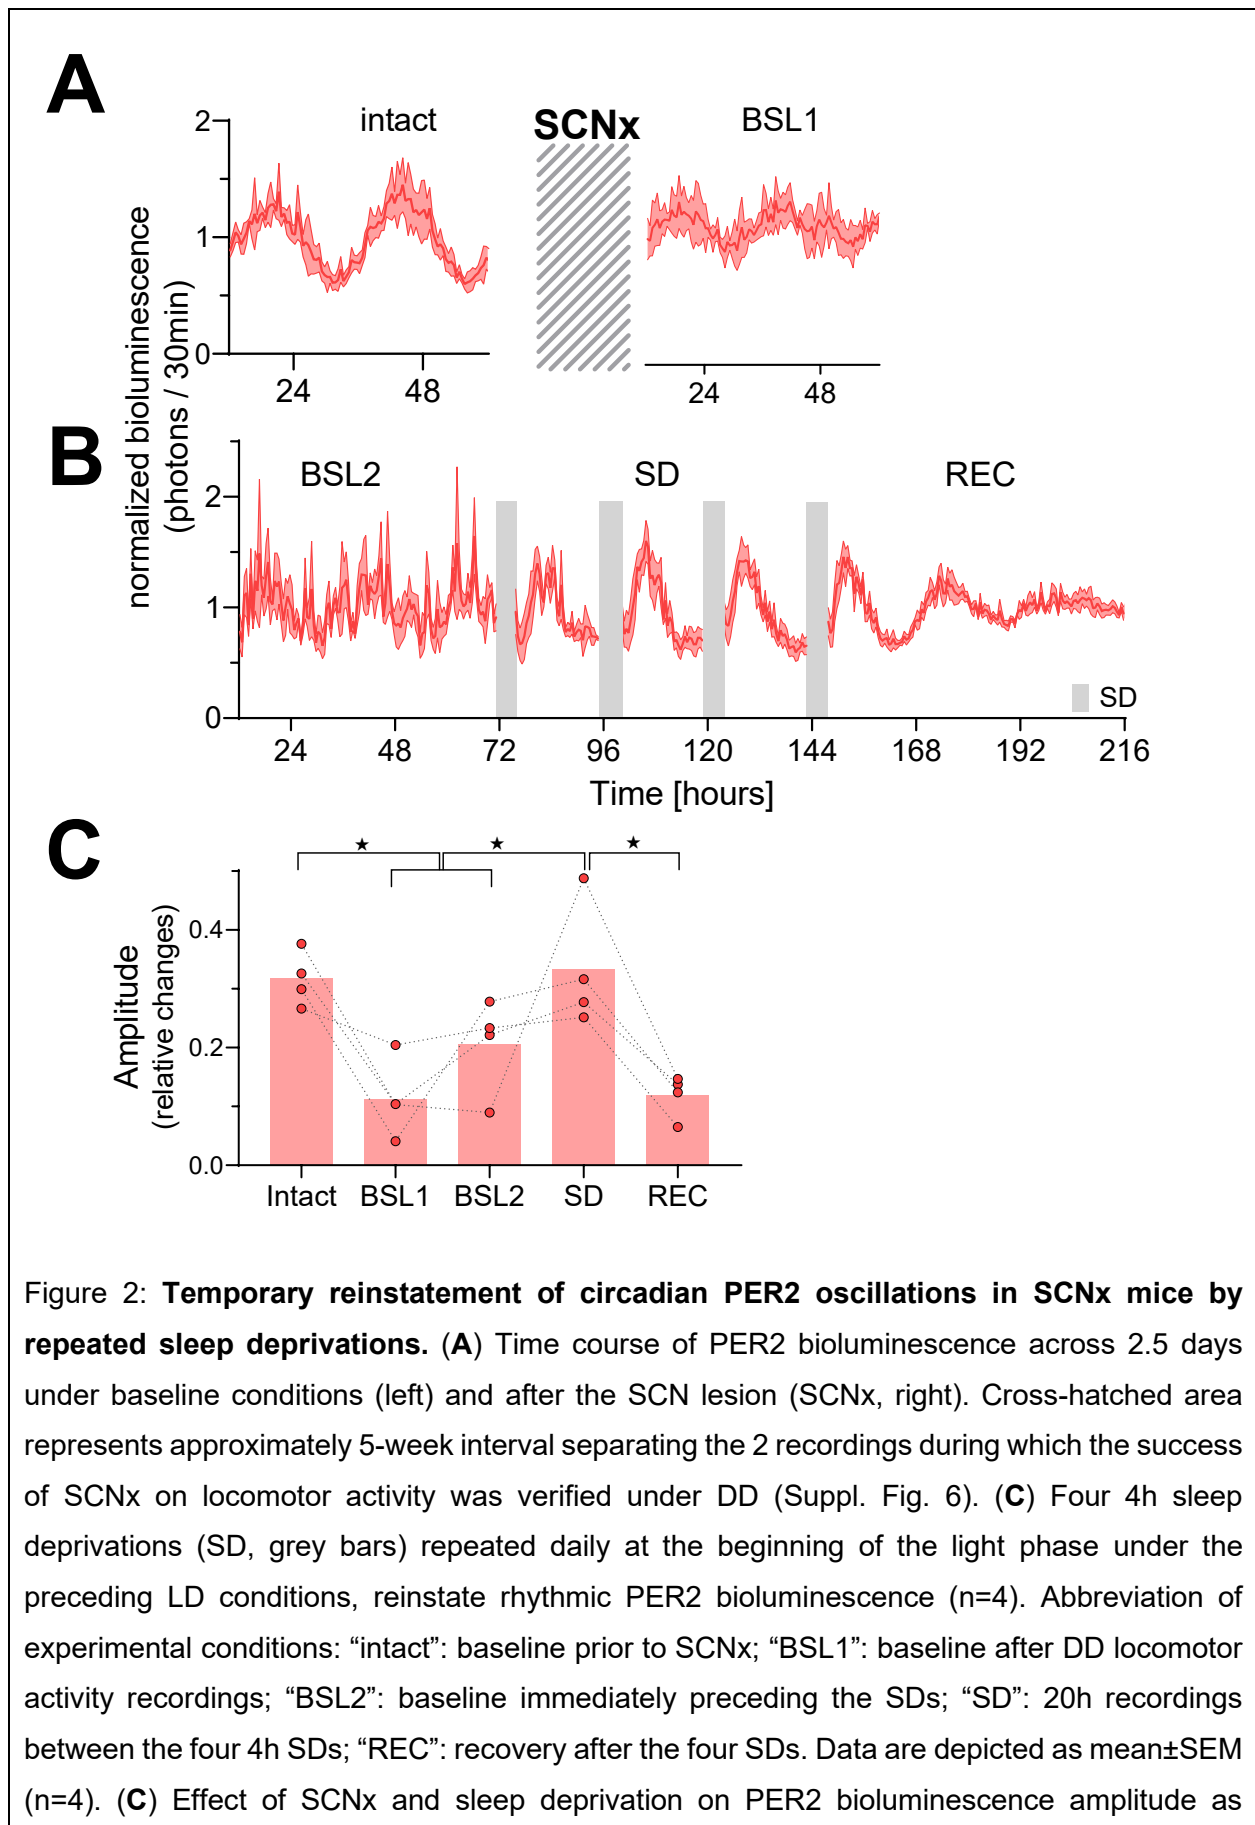 A
intact
SCNx
BSL1
normalized bioluminescence
(photons / 30min)
2
1
0
24
48
24
48
B
BSL2
SD
REC
2
1
0
SD
24
48
72
96
120
144
168
192
216
Time [hours]
C
★
★
★
Amplitude
(relative changes)
0.4
0.2
0.0
Intact
BSL1
BSL2
SD
REC
Figure 2: Temporary reinstatement of circadian PER2 oscillations in SCNx mice by
repeated sleep deprivations. (A) Time course of PER2 bioluminescence across 2.5 days
under baseline conditions (left) and after the SCN lesion (SCNx, right). Cross-hatched area
represents approximately 5-week interval separating the 2 recordings during which the success
of SCNx on locomotor activity was verified under DD (Suppl. Fig. 6). (C) Four 4h sleep
deprivations (SD, grey bars) repeated daily at the beginning of the light phase under the
preceding LD conditions, reinstate rhythmic PER2 bioluminescence (n=4). Abbreviation of
experimental conditions: “intact”: baseline prior to SCNx; “BSL1”: baseline after DD locomotor
activity recordings; “BSL2”: baseline immediately preceding the SDs; “SD”: 20h recordings
between the four 4h SDs; “REC”: recovery after the four SDs. Data are depicted as mean±SEM
(n=4). (C) Effect of SCNx and sleep deprivation on PER2 bioluminescence amplitude as